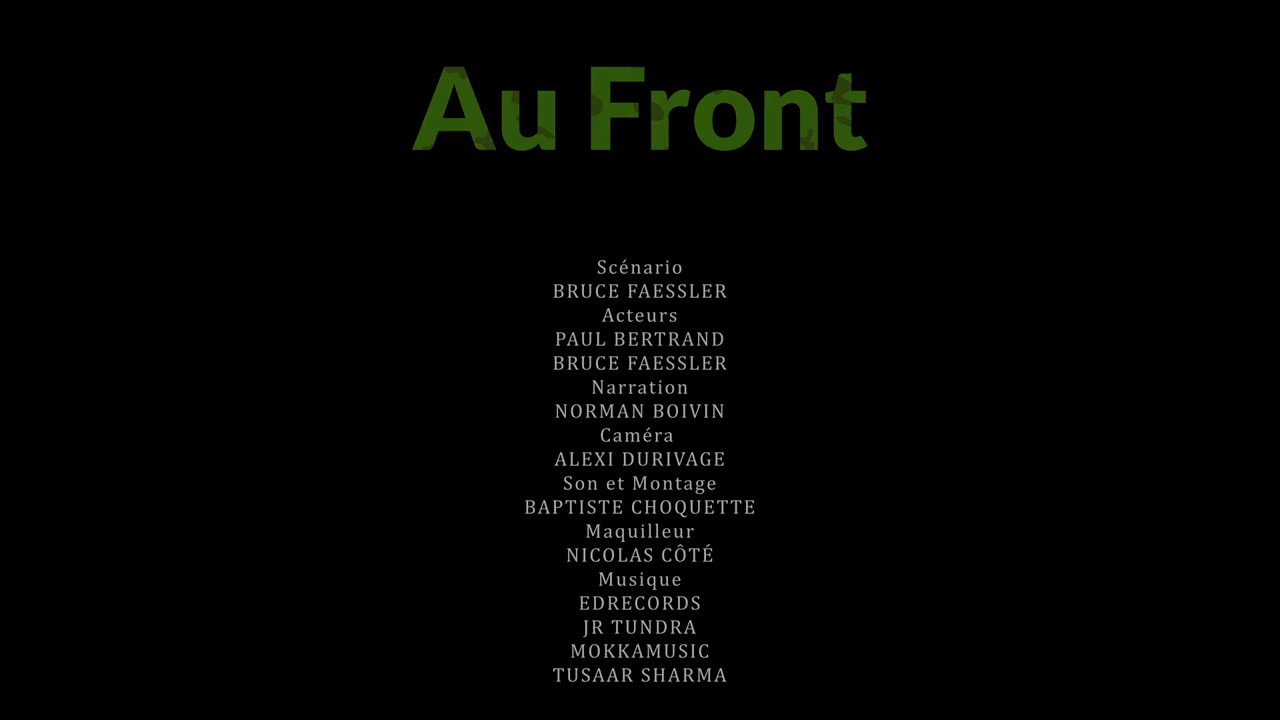 Au Front
Scénario
BRUCE FAESSLER
Acteurs
PAUL BERTRAND
BRUCE FAESSLER
Narration
NORMAN BOIVIN
Caméra
ALEXI DURIVAGE
Son et Montage
BAPTISTE CHOQUETTE
Maquilleur
NICOLAS CÔTÉ
Musique
EDRECORDS
JR TUNDRA
MOKKAMUSIC
TUSAAR SHARMA